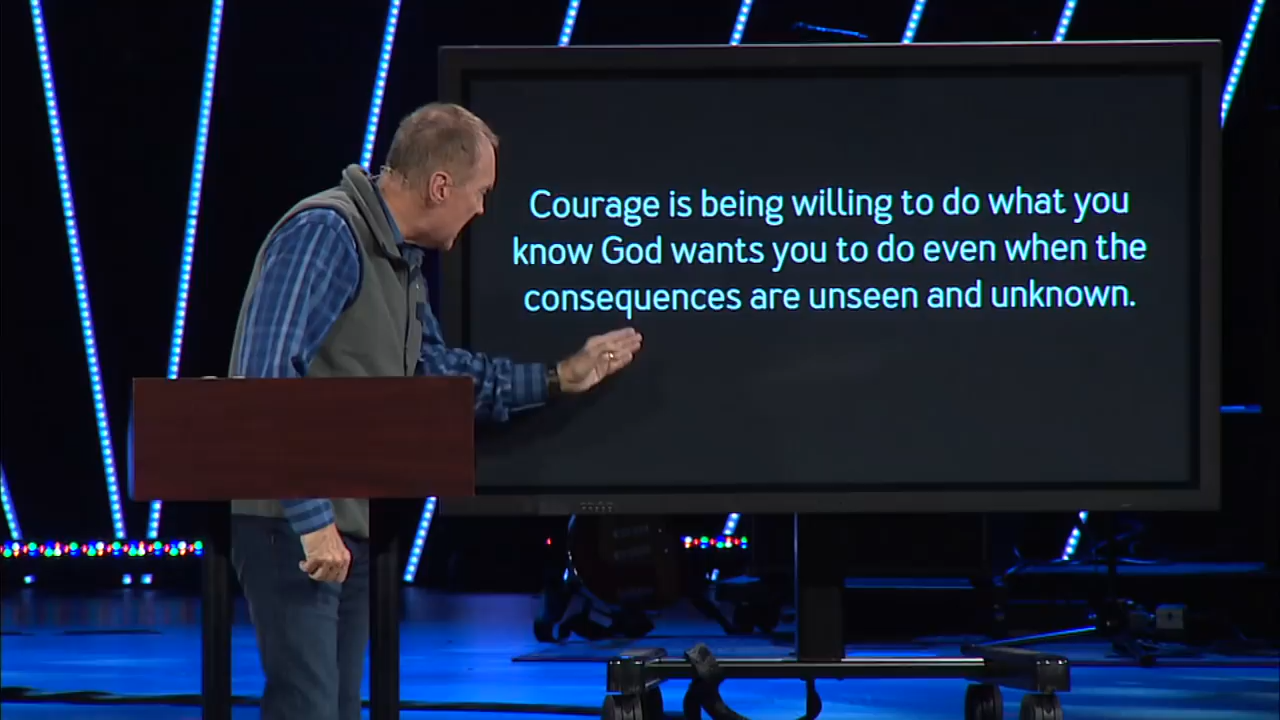 Courage is being willing to do what you
know God wants you to do even when the
consequences are unseen and unknown.